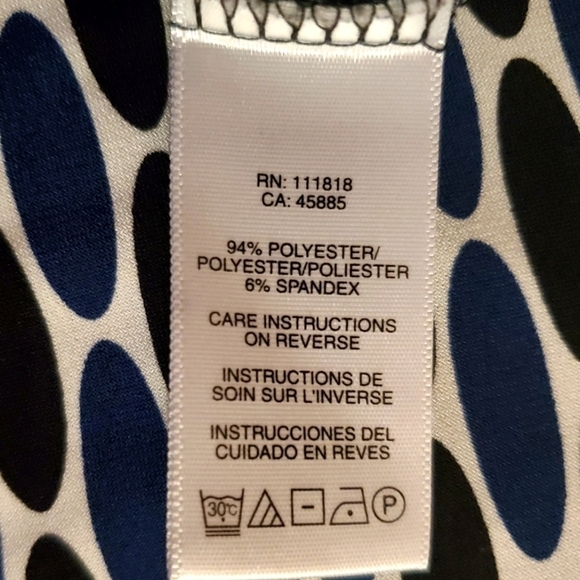 RN: 111818
CA: 45885
94% POLYESTER/
POLYESTER/POLIESTER
6% SPANDEX
CARE INSTRUCTIONS
ON REVERSE
INSTRUCTIONS DE
SOIN SUR L'INVERSE
INSTRUCCIONES DEL
CUIDADO EN REVES
30°C P